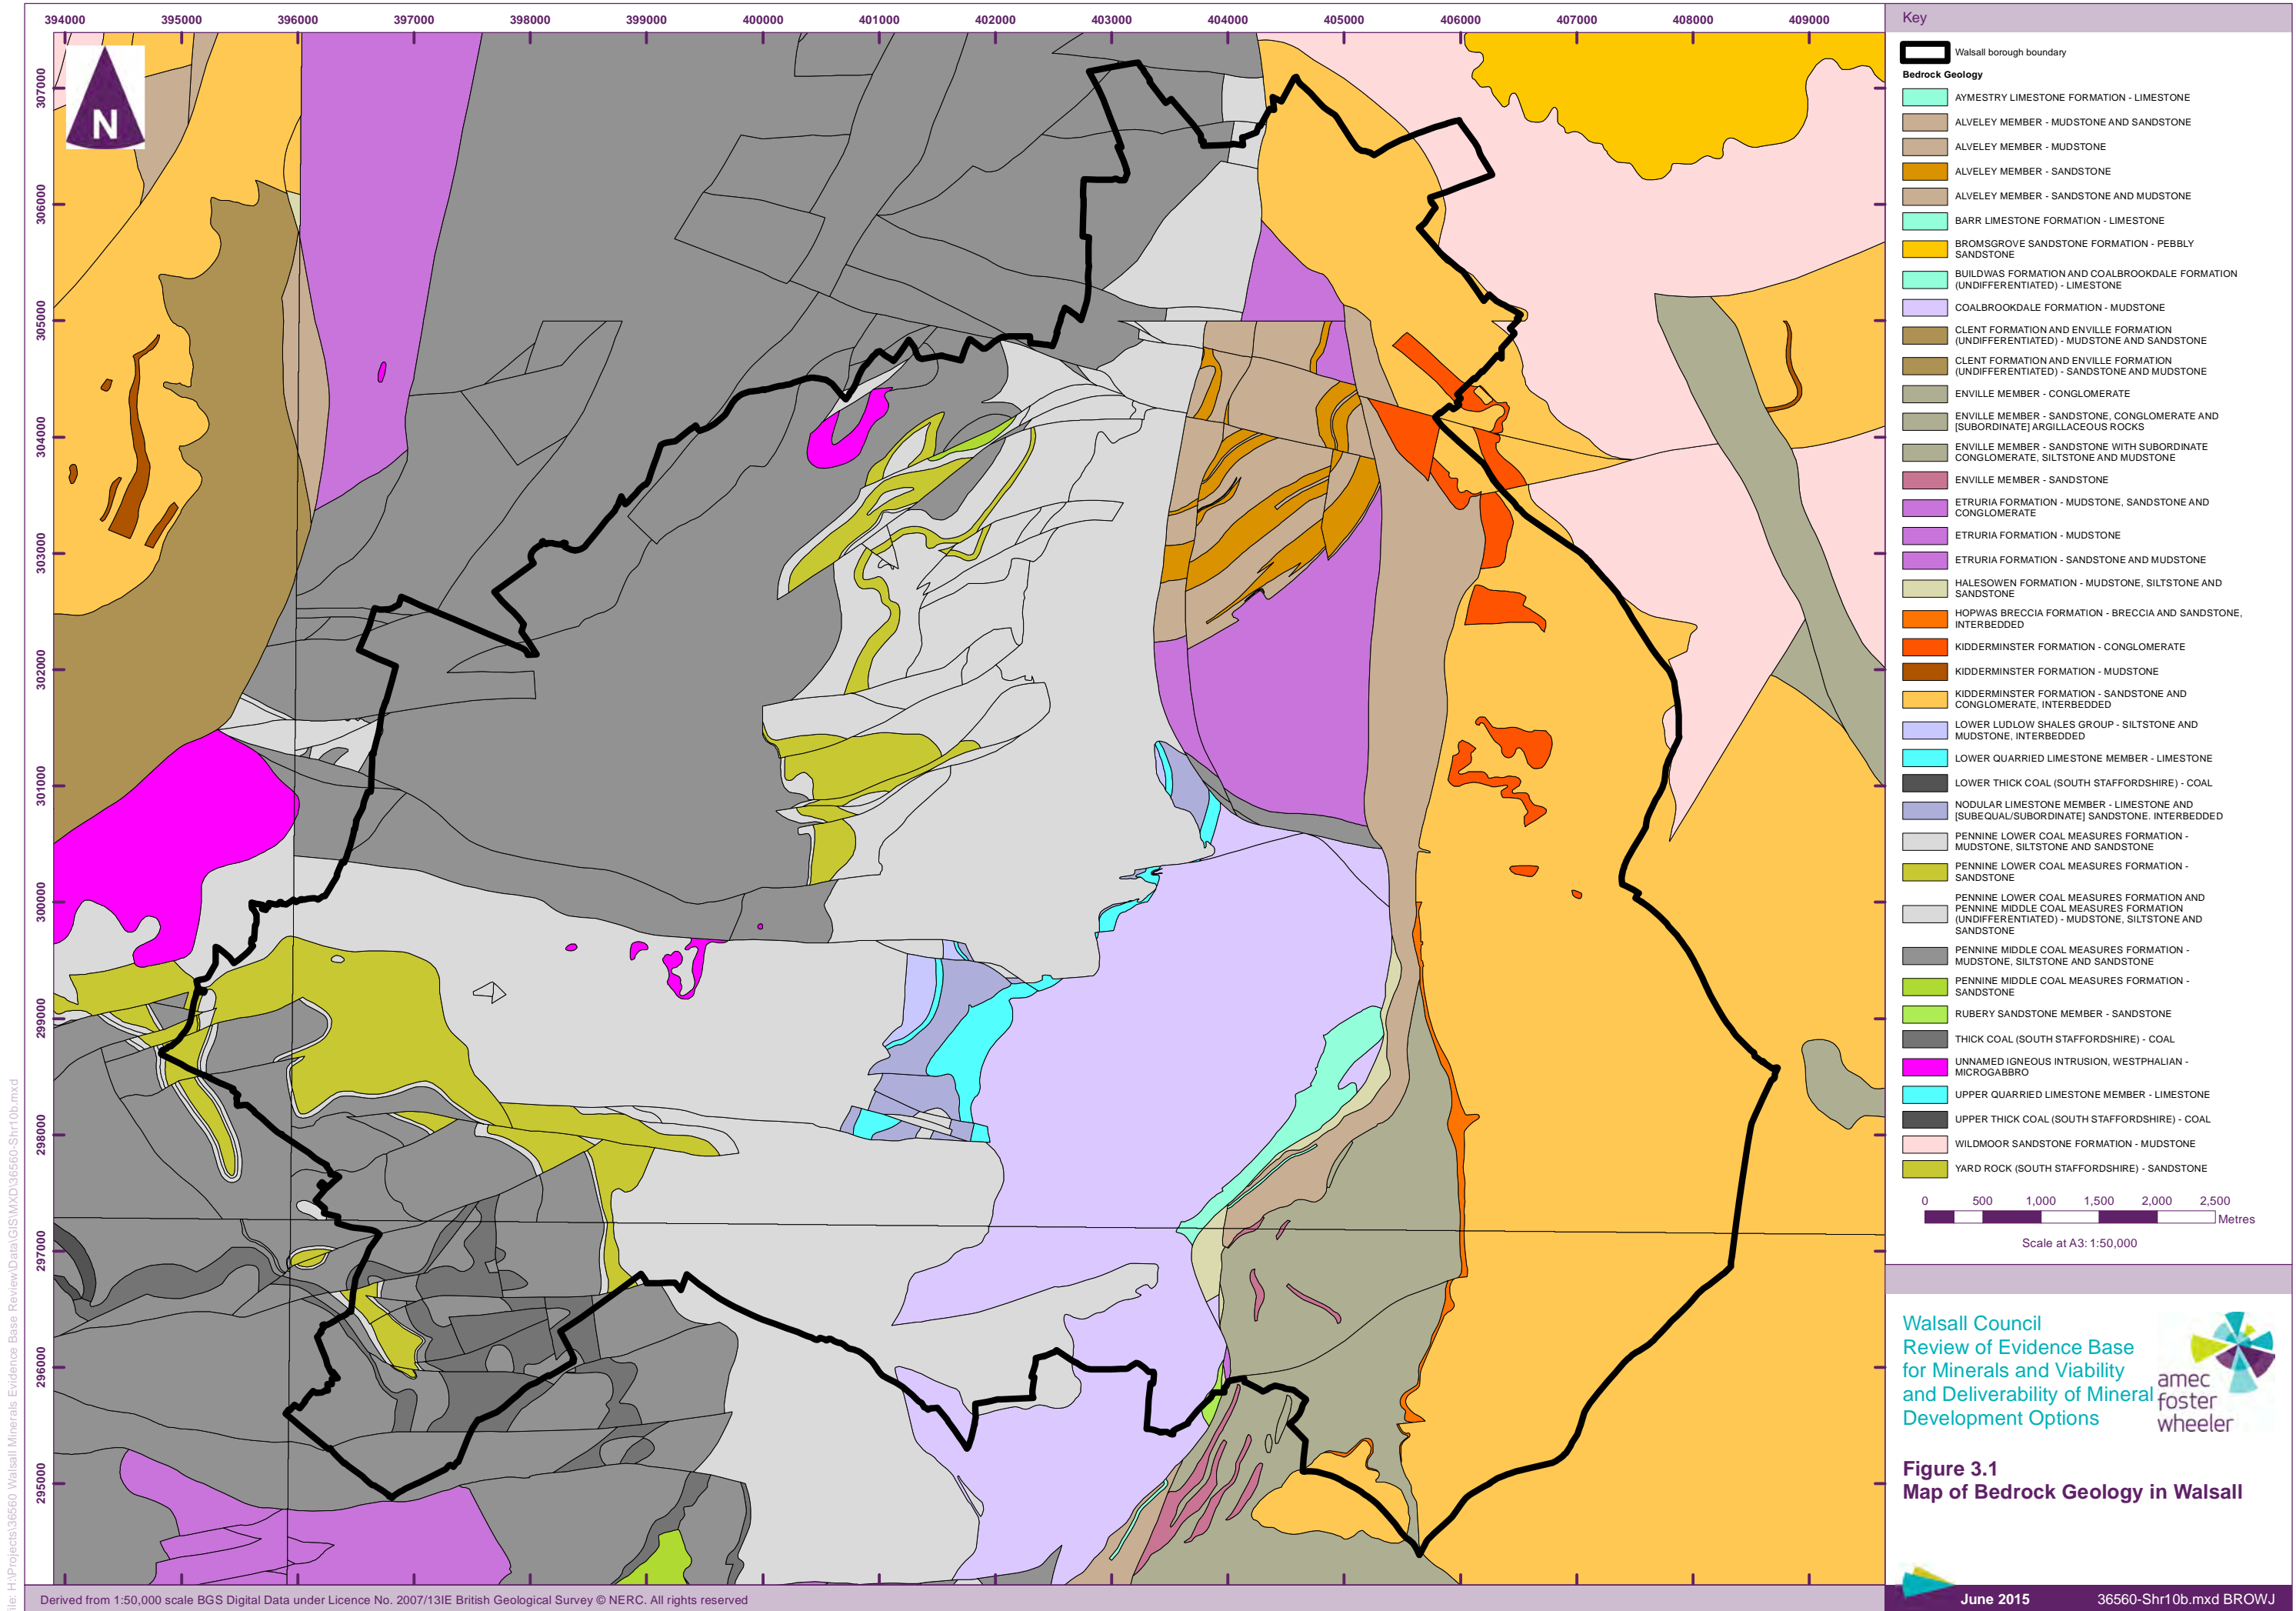 394000 395000 396000 397000 398000 399000 400000 401000 402000 403000 404000 405000 406000 407000 408000 409000
307000
306000
305000
304000
303000
302000
301000
300000
299000
298000
297000
296000
295000
N
Key
Walsall borough boundary
Bedrock Geology
AYMESTRY LIMESTONE FORMATION - LIMESTONE
ALVELEY MEMBER - MUDSTONE AND SANDSTONE
ALVELEY MEMBER - MUDSTONE
ALVELEY MEMBER - SANDSTONE
ALVELEY MEMBER - SANDSTONE AND MUDSTONE
BARR LIMESTONE FORMATION - LIMESTONE
BROMSGROVE SANDSTONE FORMATION - PEBBLY
SANDSTONE
BUILDWAS FORMATION AND COALBROOKDALE FORMATION
(UNDIFFERENTIATED) - LIMESTONE
COALBROOKDALE FORMATION - MUDSTONE
CLENT FORMATION AND ENVILLE FORMATION
(UNDIFFERENTIATED) - MUDSTONE AND SANDSTONE
CLENT FORMATION AND ENVILLE FORMATION
(UNDIFFERENTIATED) - SANDSTONE AND MUDSTONE
ENVILLE MEMBER - CONGLOMERATE
ENVILLE MEMBER - SANDSTONE, CONGLOMERATE AND
[SUBORDINATE] ARGILLACEOUS ROCKS
ENVILLE MEMBER - SANDSTONE WITH SUBORDINATE
CONGLOMERATE, SILTSTONE AND MUDSTONE
ENVILLE MEMBER - SANDSTONE
ETRURIA FORMATION - MUDSTONE, SANDSTONE AND
CONGLOMERATE
ETRURIA FORMATION - MUDSTONE
ETRURIA FORMATION - SANDSTONE AND MUDSTONE
HALESOWEN FORMATION - MUDSTONE, SILTSTONE AND
SANDSTONE
HOPWAS BRECCIA FORMATION - BRECCIA AND SANDSTONE,
INTERBEDDED
KIDDERMINSTER FORMATION - CONGLOMERATE
KIDDERMINSTER FORMATION - MUDSTONE
KIDDERMINSTER FORMATION - SANDSTONE AND
CONGLOMERATE, INTERBEDDED
LOWER LUDLOW SHALES GROUP - SILTSTONE AND
MUDSTONE, INTERBEDDED
LOWER QUARRIED LIMESTONE MEMBER - LIMESTONE
LOWER THICK COAL (SOUTH STAFFORDSHIRE) - COAL
NODULAR LIMESTONE MEMBER - LIMESTONE AND
[SUBEQUAL/SUBORDINATE] SANDSTONE. INTERBEDDED
PENNINE LOWER COAL MEASURES FORMATION -
MUDSTONE, SILTSTONE AND SANDSTONE
PENNINE LOWER COAL MEASURES FORMATION -
SANDSTONE
PENNINE LOWER COAL MEASURES FORMATION AND
PENNINE MIDDLE COAL MEASURES FORMATION
(UNDIFFERENTIATED) - MUDSTONE, SILTSTONE AND
SANDSTONE
PENNINE MIDDLE COAL MEASURES FORMATION -
MUDSTONE, SILTSTONE AND SANDSTONE
PENNINE MIDDLE COAL MEASURES FORMATION -
SANDSTONE
RUBERY SANDSTONE MEMBER - SANDSTONE
THICK COAL (SOUTH STAFFORDSHIRE) - COAL
UNNAMED IGNEOUS INTRUSION, WESTPHALIAN -
MICROGABBRO
UPPER QUARRIED LIMESTONE MEMBER - LIMESTONE
UPPER THICK COAL (SOUTH STAFFORDSHIRE) - COAL
WILDMOOR SANDSTONE FORMATION - MUDSTONE
YARD ROCK (SOUTH STAFFORDSHIRE) - SANDSTONE
0 500 1,000 1,500 2,000 2,500
Metres
Scale at A3: 1:50,000
Walsall Council
Review of Evidence Base
for Minerals and Viability
and Deliverability of Mineral
Development Options
amec
foster
wheeler
Figure 3.1
Map of Bedrock Geology in Walsall
June 2015 36560-Shr10b.mxd BROWJ
Derived from 1:50,000 scale BGS Digital Data under Licence No. 2007/13IE British Geological Survey © NERC. All rights reserved
file: H:\Projects\36560 Walsall Minerals Evidence Base Review\Data\GIS\MXD\36560-Shr10b.mxd